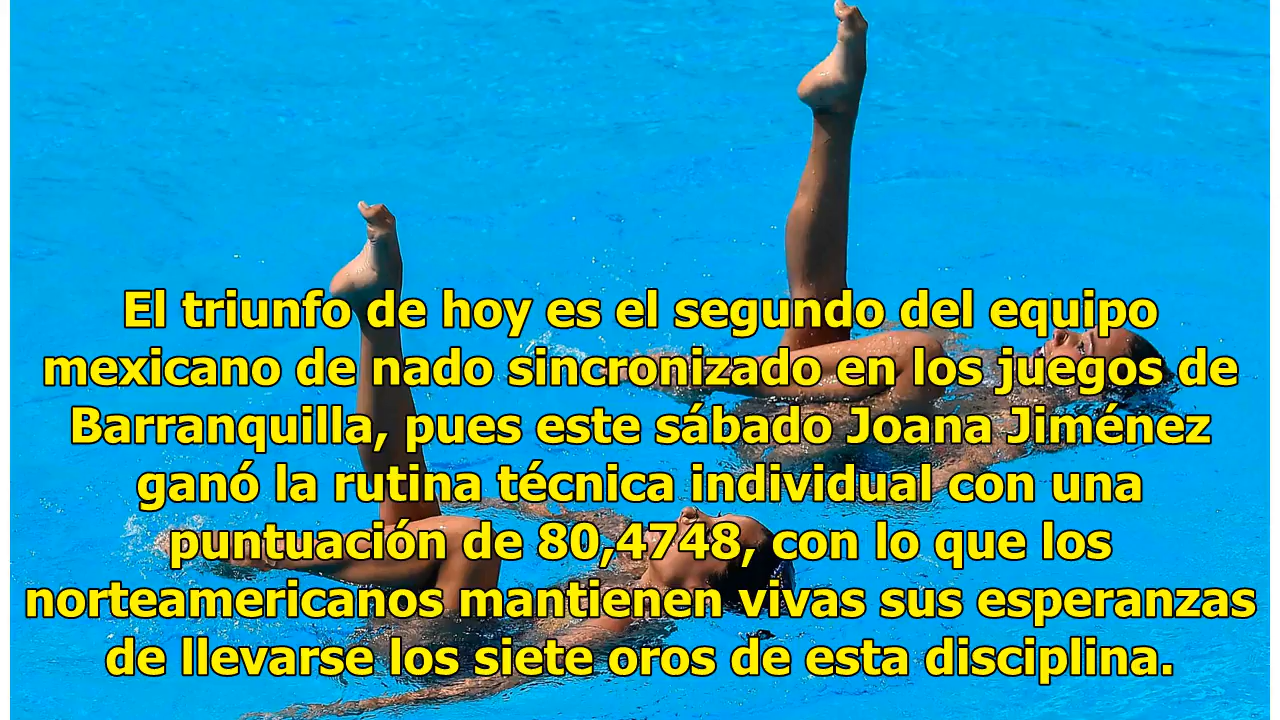 El triunfo de hoy es el segundo del equipo
mexicano de nado sincronizado en los juegos de
Barranquilla, pues este sábado Joana Jiménez
ganó la rutina técnica individual con una
puntuación de 80,4748, con lo que los
norteamericanos mantienen vivas sus esperanzas
de llevarse los siete oros de esta disciplina.